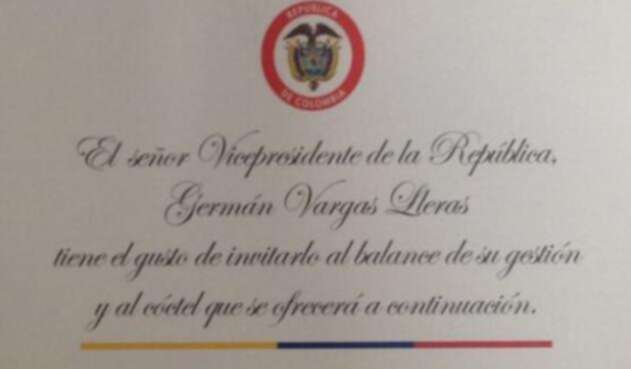 REPÚBLICA
DE COLOMBIA
El señor Vicepresidente de la República,
Germán Vargas Lleras
tiene el gusto de invitarlo al balance de su gestión
y al cóctel que se ofrecerá a continuación.